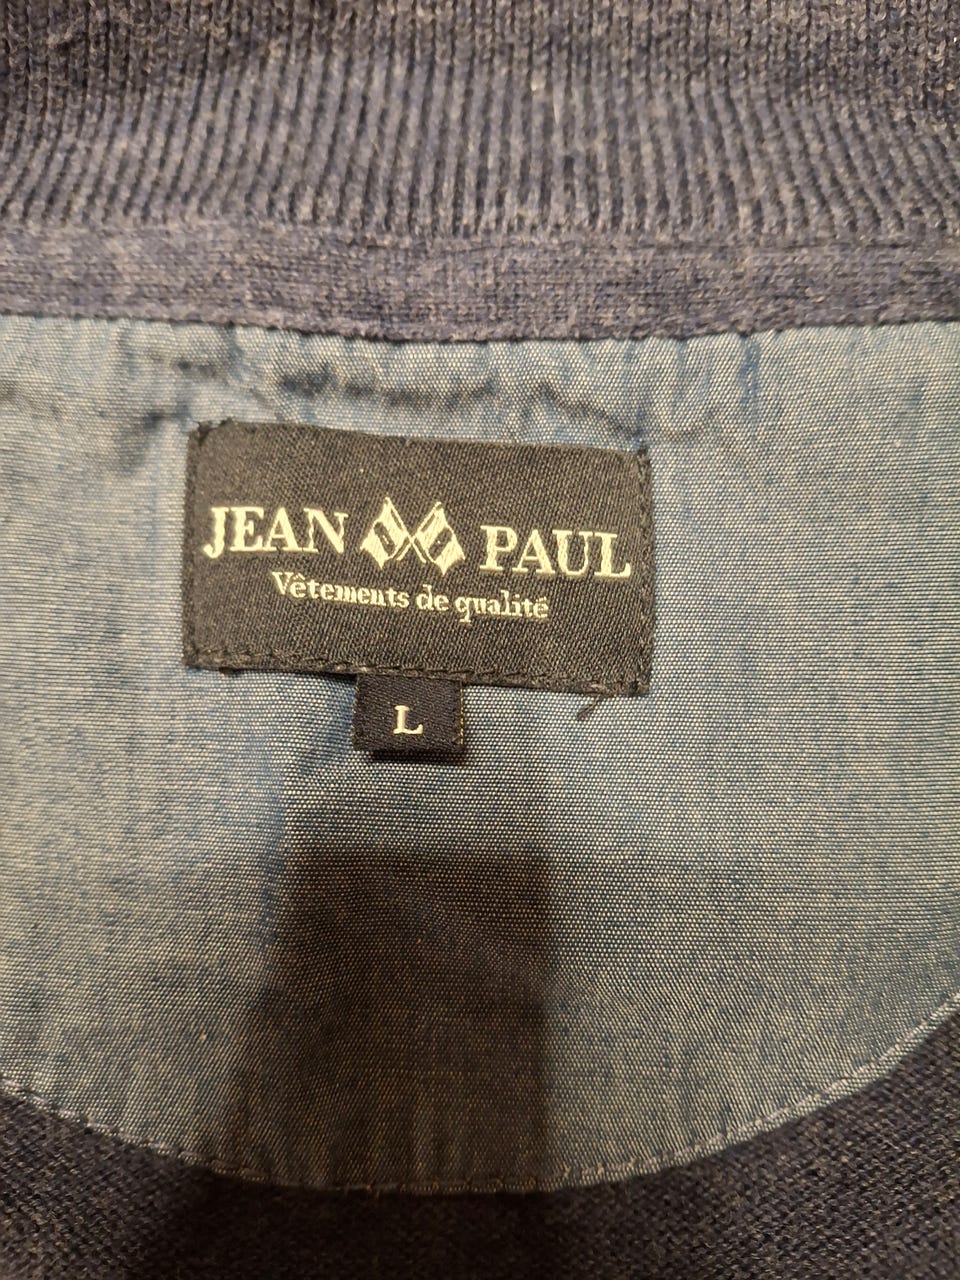 JEAN PAUL
Vêtements de qualité
L